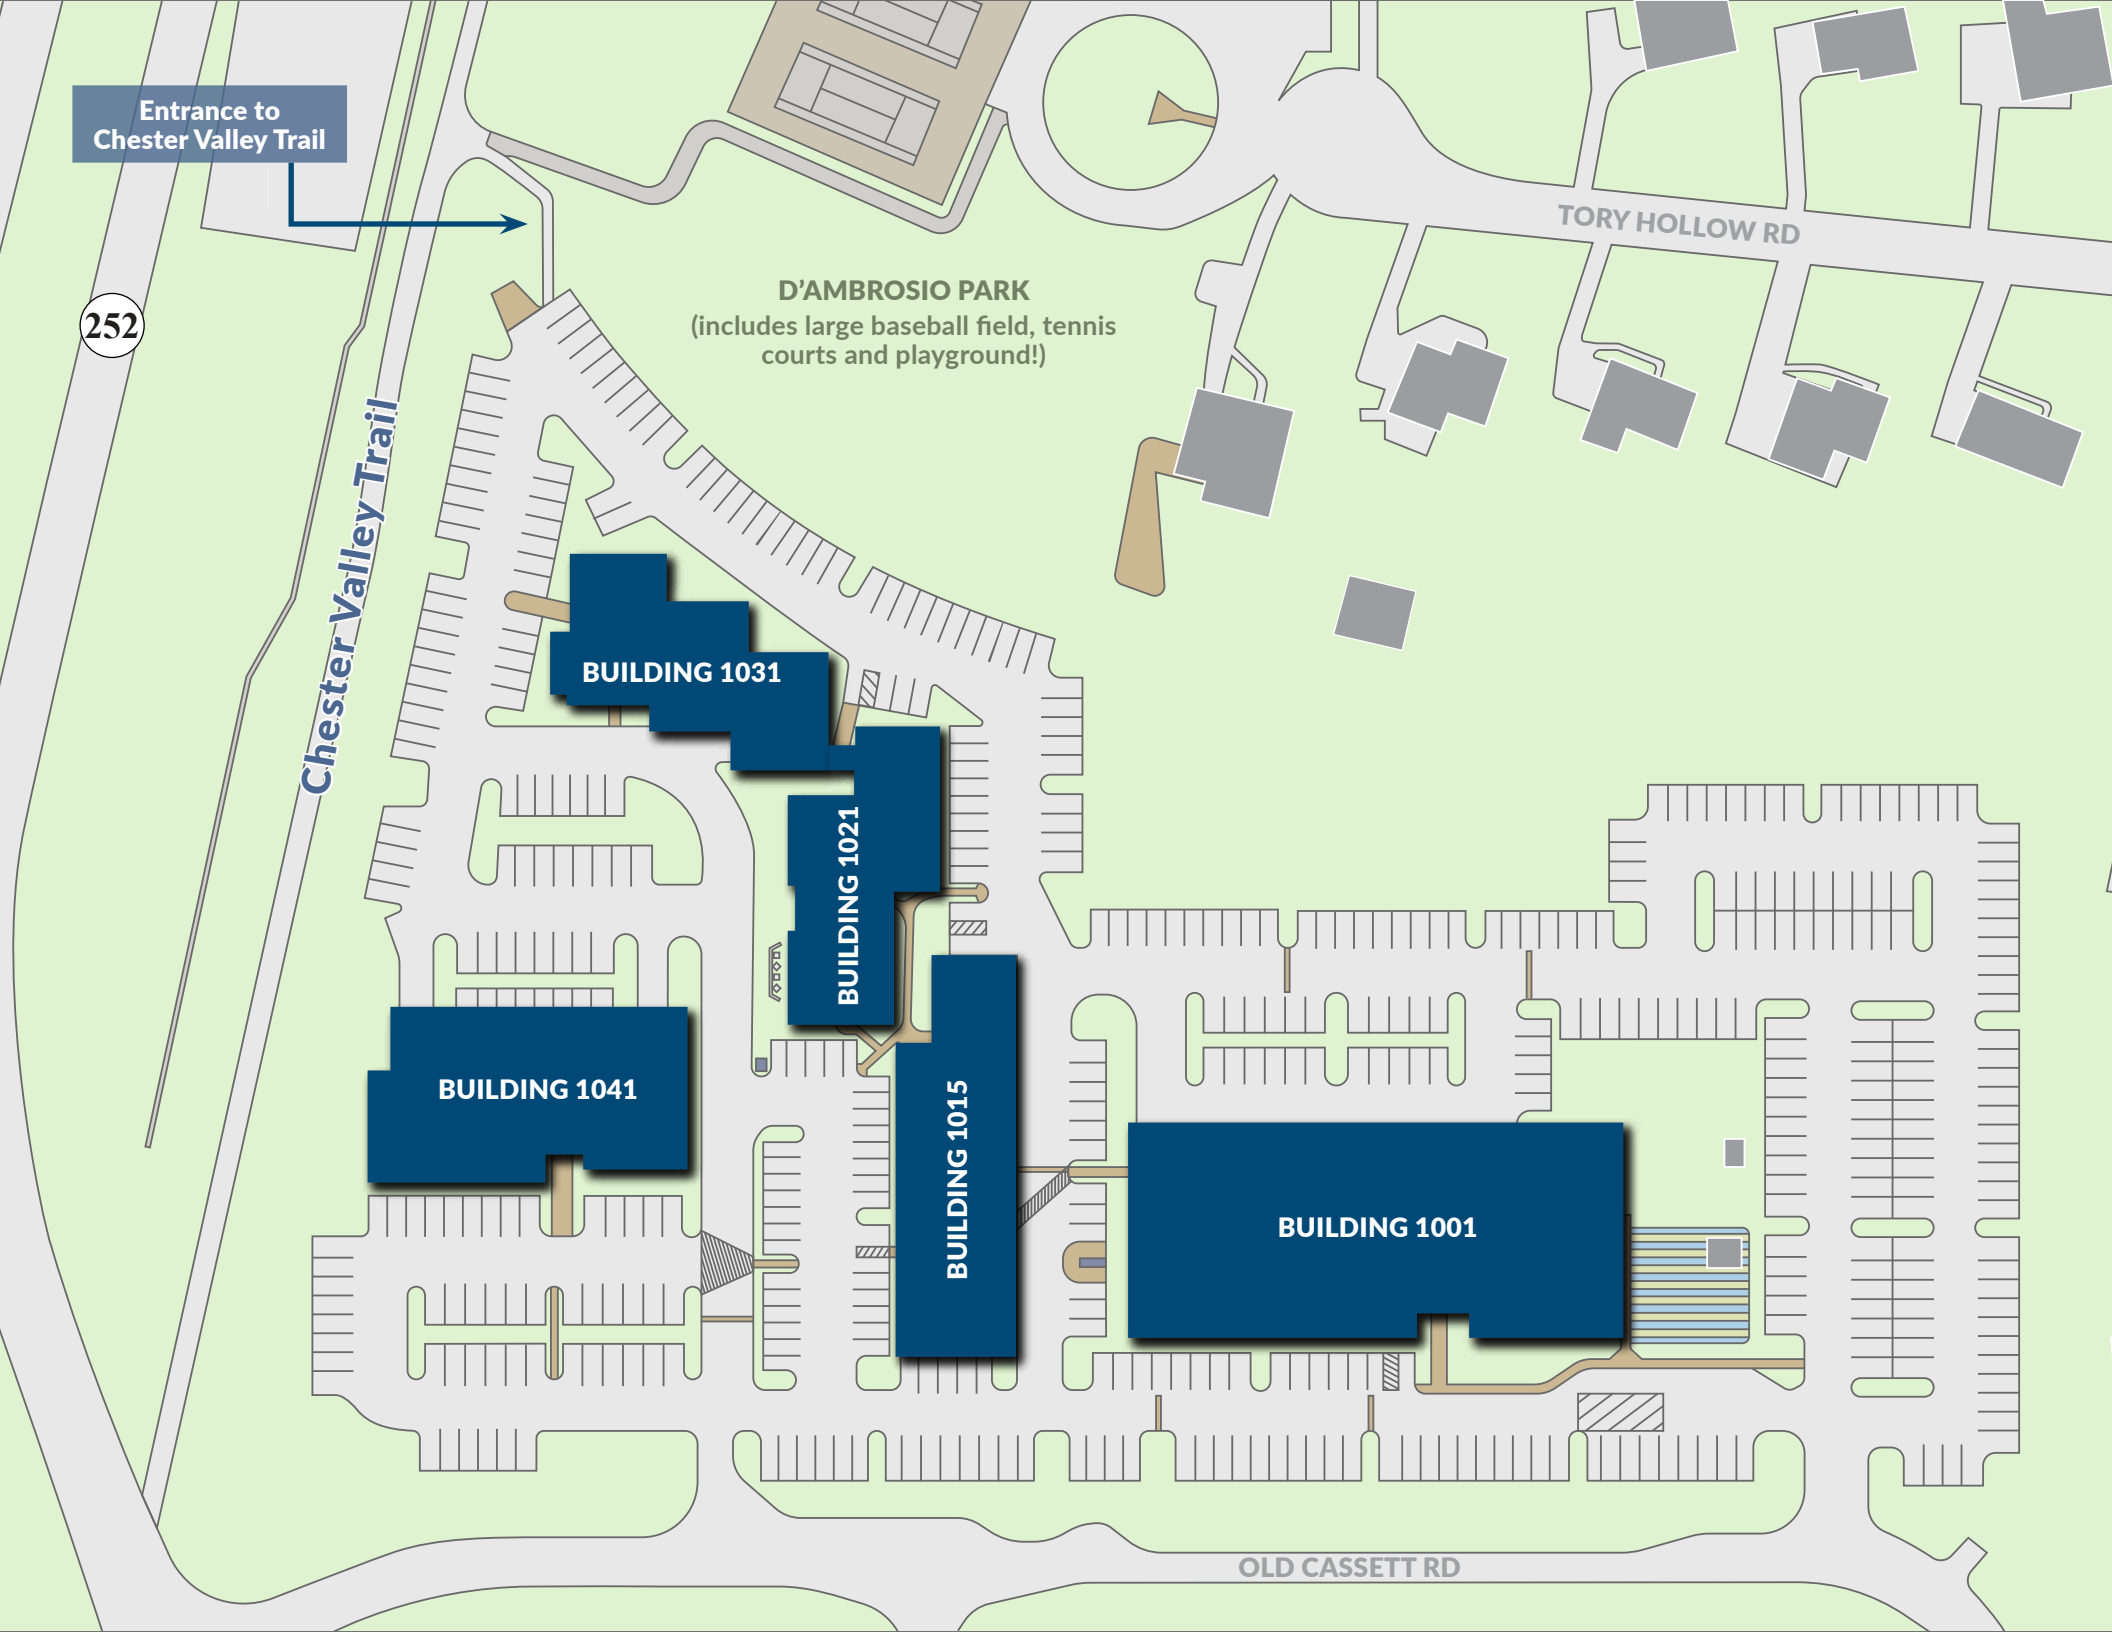 Entrance to
Chester Valley Trail
TORY HOLLOW RD
252
D’AMBROSIO PARK
(includes large baseball field, tennis
courts and playground!)
Chester Valley Trail
BUILDING 1031
BUILDING 1021
BUILDING 1041
BUILDING 1015
BUILDING 1001
OLD CASSETT RD